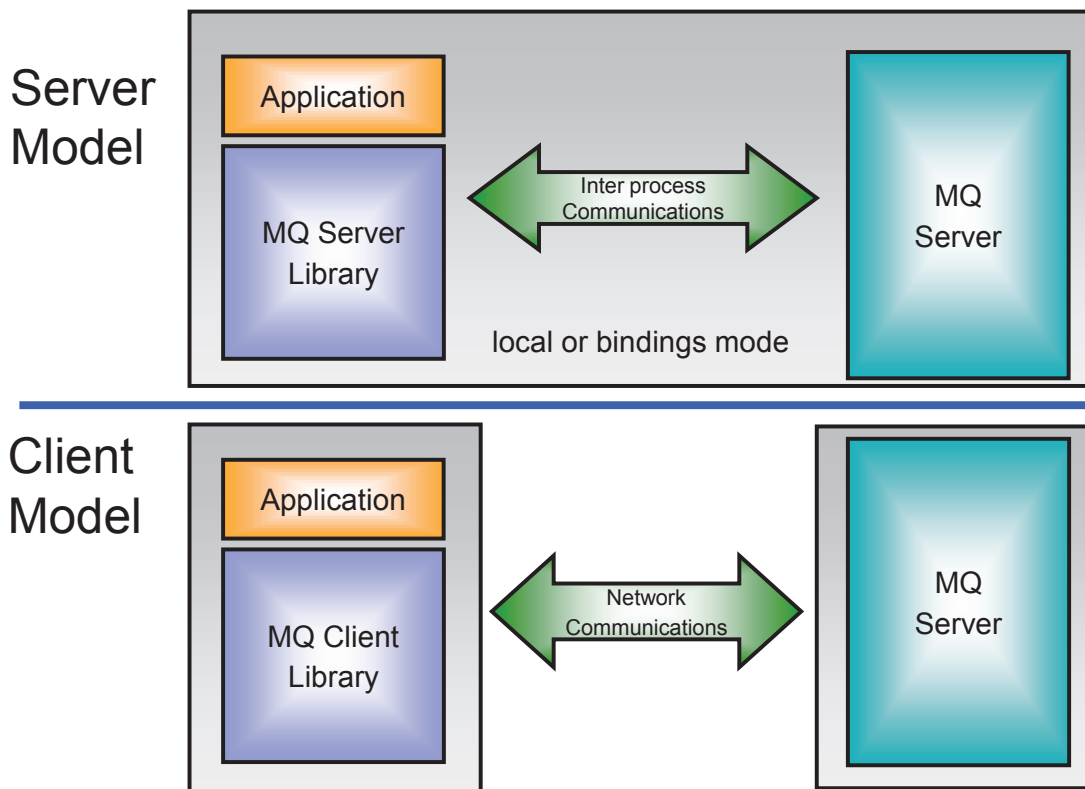 Server
Model
Application
MQ Server
Library
Inter process
Communications
local or bindings mode
MQ
Server
Client
Model
Application
MQ Client
Library
Network
Communications
MQ
Server